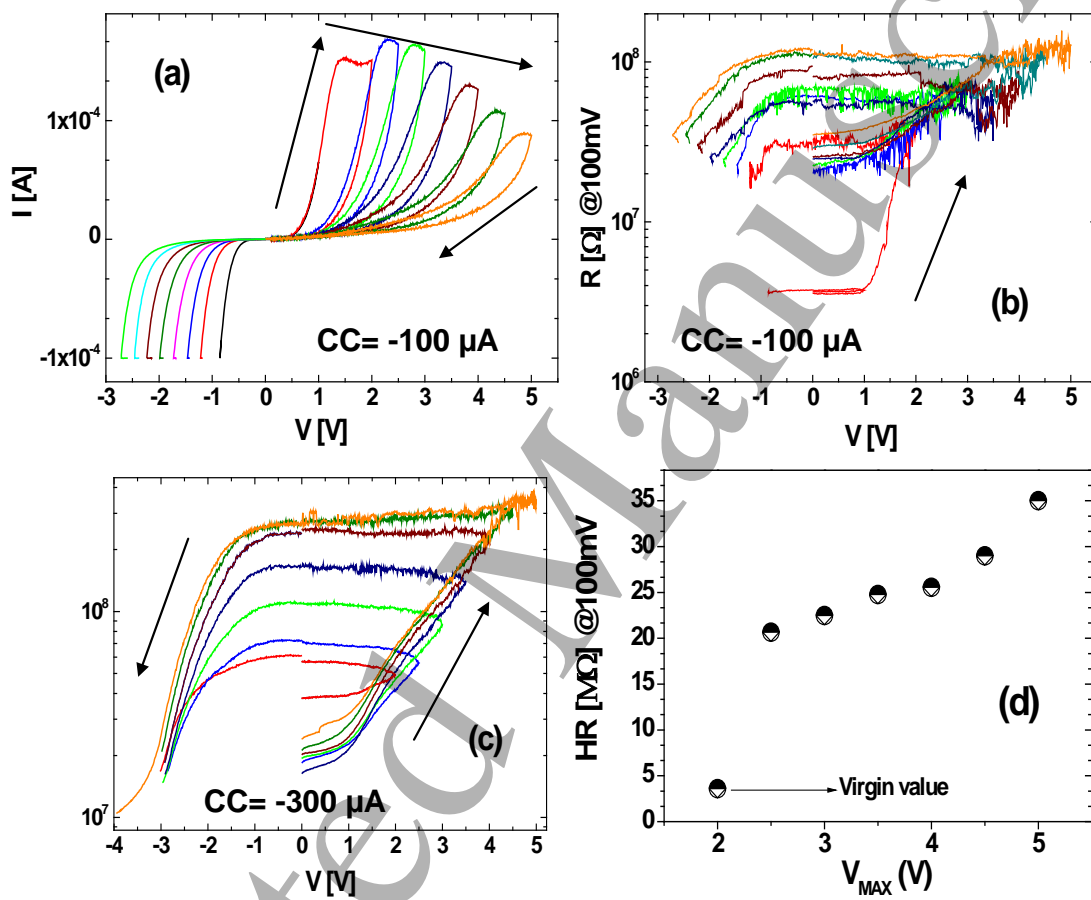 (a)
I [A]
1x10⁻⁴
0
-1x10⁻⁴
CC= -100 µA
-3 -2 -1 0 1 2 3 4 5
V [V]
(b)
R [Ω] @100mV
10⁸
10⁷
10⁶
CC= -100 µA
-3 -2 -1 0 1 2 3 4 5
V [V]
(c)
10⁸
10⁷
CC= -300 µA
-4 -3 -2 -1 0 1 2 3 4 5
V [V]
(d)
HR [MΩ] @100mV
35
30
25
20
15
10
5
0
Virgin value
2 3 4 5
V_MAX (V)
ted Manusc